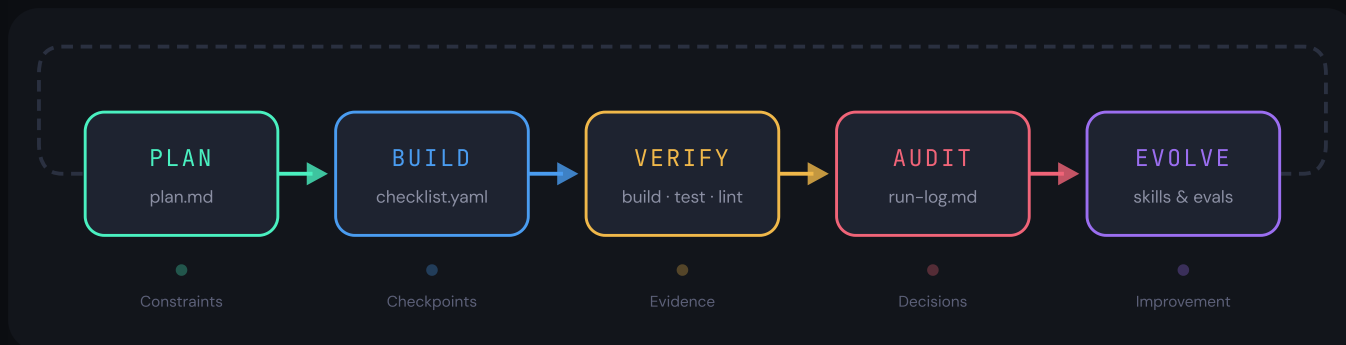 PLAN
plan.md
BUILD
checklist.yaml
VERIFY
build · test · lint
AUDIT
run-log.md
EVOLVE
skills & evals
Constraints
Checkpoints
Evidence
Decisions
Improvement